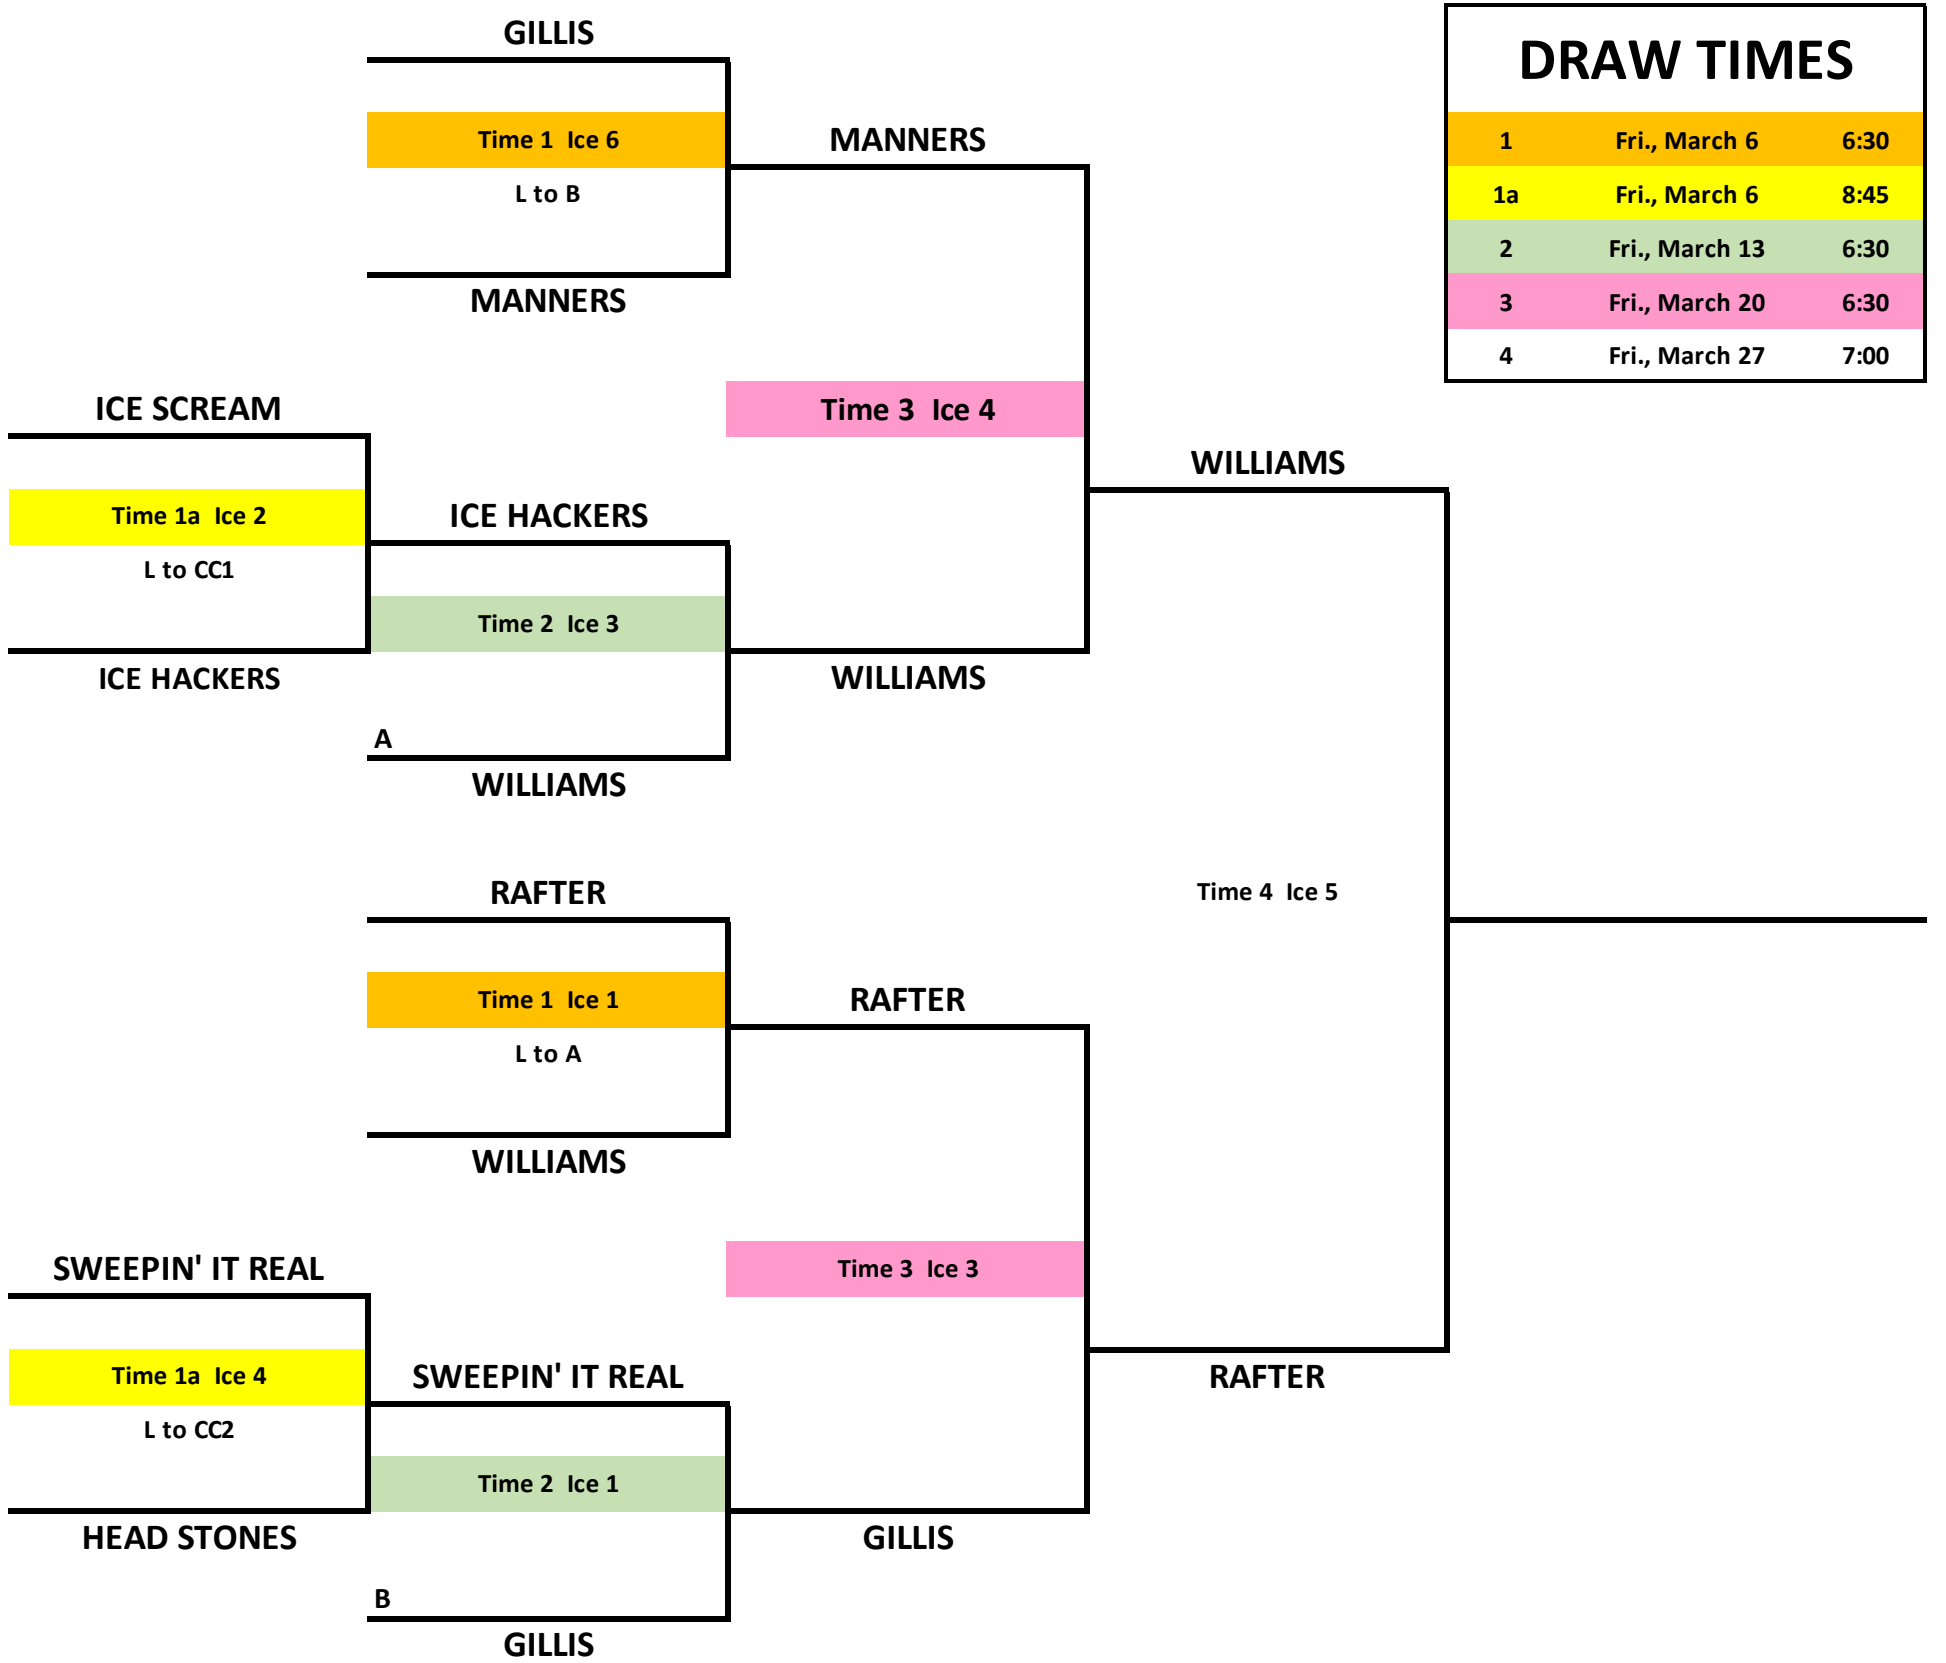 GILLIS
DRAW TIMES
Time 1 Ice 6
MANNERS
1 Fri., March 6 6:30
L to B
1a Fri., March 6 8:45
2 Fri., March 13 6:30
MANNERS
3 Fri., March 20 6:30
4 Fri., March 27 7:00
ICE SCREAM
Time 3 Ice 4
WILLIAMS
Time 1a Ice 2
ICE HACKERS
L to CC1
Time 2 Ice 3
ICE HACKERS
WILLIAMS
A
WILLIAMS
RAFTER
Time 4 Ice 5
Time 1 Ice 1
RAFTER
L to A
WILLIAMS
SWEEPIN' IT REAL
Time 3 Ice 3
Time 1a Ice 4
SWEEPIN' IT REAL
RAFTER
L to CC2
Time 2 Ice 1
HEAD STONES
GILLIS
B
GILLIS